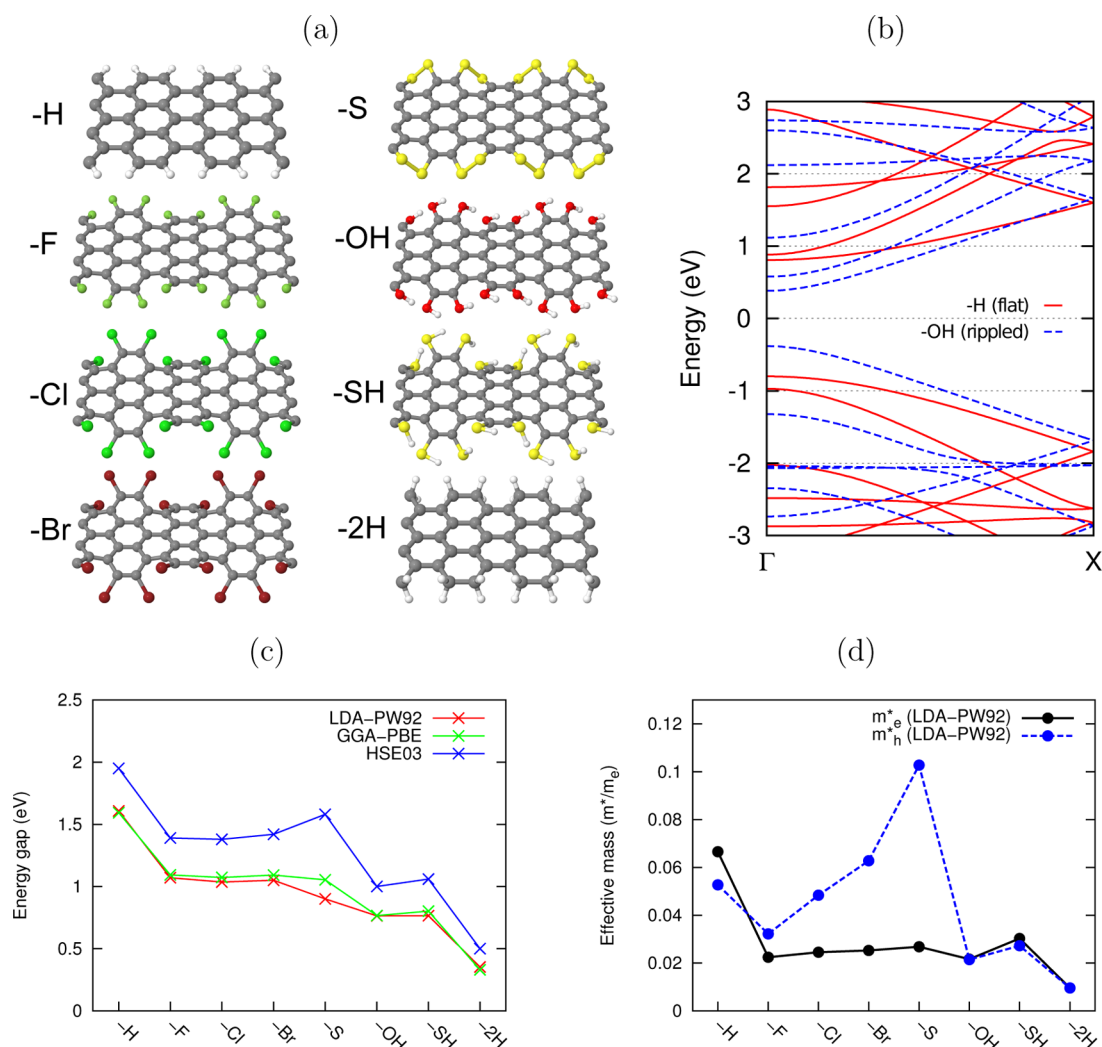 (a)
-H
-F
-Cl
-Br
-S
-OH
-SH
-2H
(b)
3
2
1
0
-1
-2
-3
Energy (eV)
-H (flat)
-OH (rippled)
Γ
X
(c)
2.5
2
1.5
1
0.5
0
Energy gap (eV)
LDA−PW92
GGA−PBE
HSE03
−H
−F
−Cl
−Br
−S
−OH
−SH
−2H
(d)
0.12
0.1
0.08
0.06
0.04
0.02
0
Effective mass (m*/mₑ)
m*ₑ (LDA−PW92)
m*ₕ (LDA−PW92)
−H
−F
−Cl
−Br
−S
−OH
−SH
−2H